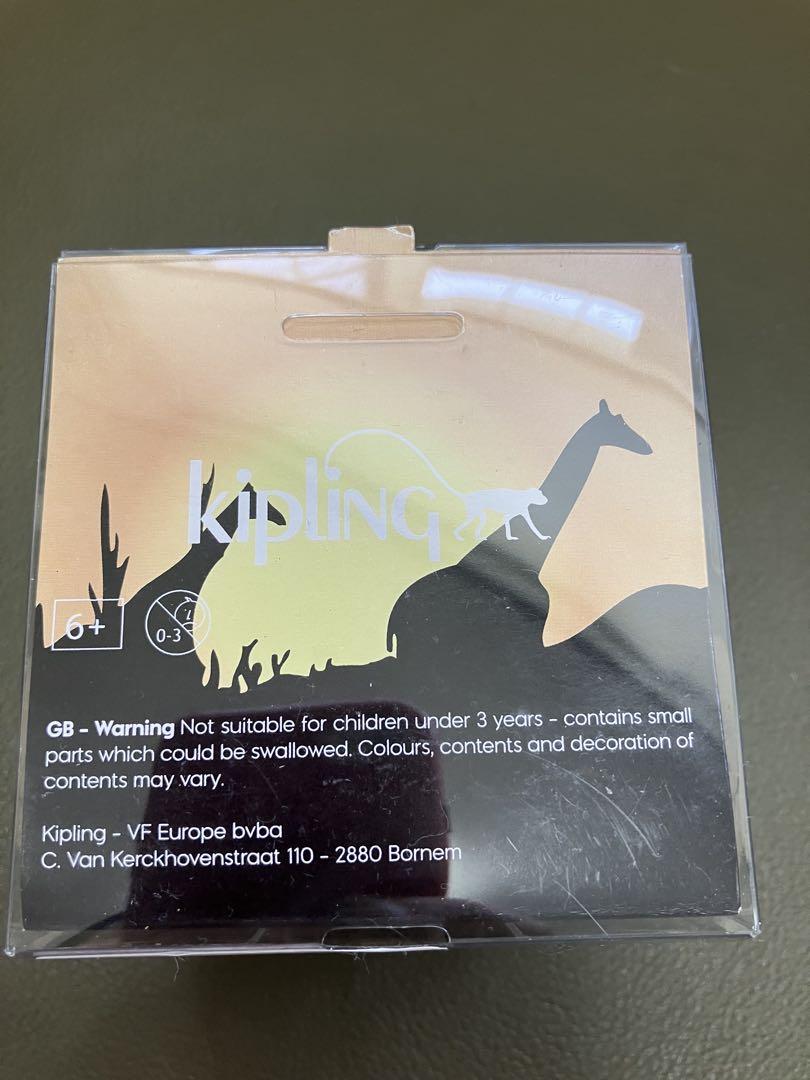 kipling
6+
0-3
GB - Warning Not suitable for children under 3 years - contains small
parts which could be swallowed. Colours, contents and decoration of
contents may vary.
Kipling - VF Europe bvba
C. Van Kerckhovenstraat 110 - 2880 Bornem